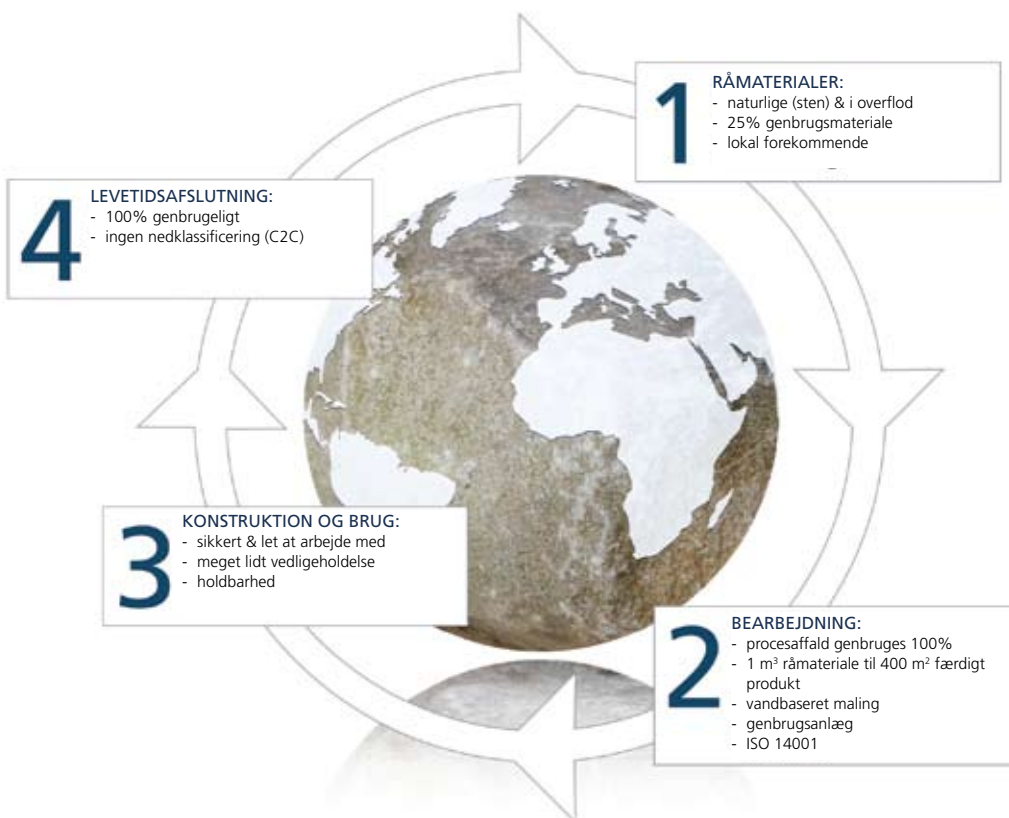 1
RÅMATERIALER:
- naturlige (sten) & i overflod
- 25% genbrugsmateriale
- lokal forekommende
2
BEARBEJDNING:
- procesaffald genbruges 100%
- 1 m³ råmateriale til 400 m² færdigt
produkt
- vandbaseret maling
- genbrugsanlæg
- ISO 14001
3
KONSTRUKTION OG BRUG:
- sikkert & let at arbejde med
- meget lidt vedligeholdelse
- holdbarhed
4
LEVETIDSAFSLUTNING:
- 100% genbrugeligt
- ingen nedklassificering (C2C)